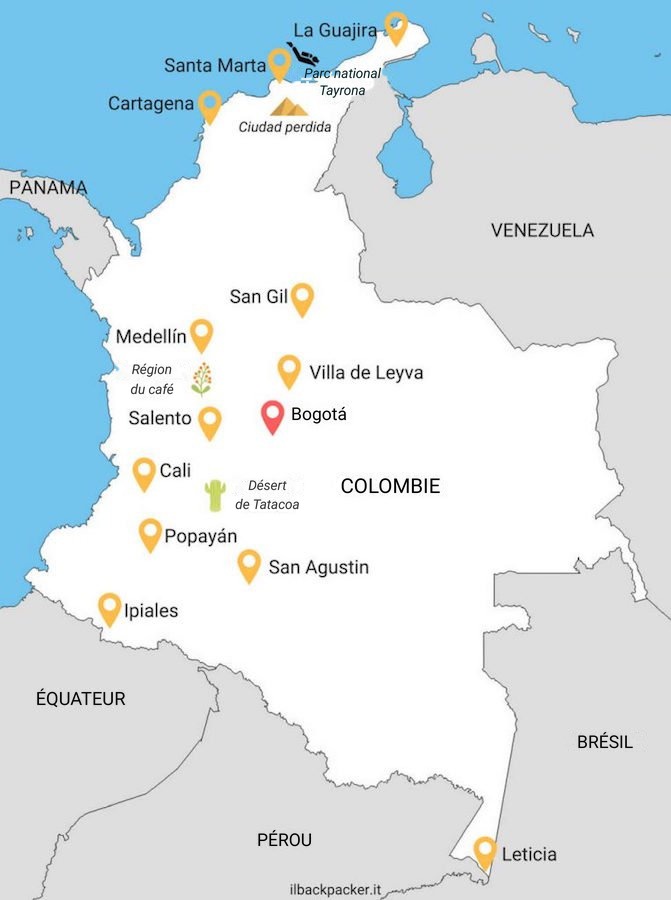 La Guajira
Santa Marta
Parc national
Tayrona
Cartagena
Ciudad perdida
PANAMA
VENEZUELA
San Gil
Medellín
Région
du café
Villa de Leyva
Salento
Bogotá
Cali
Désert
de Tatacoa
COLOMBIE
Popayán
San Agustin
Ipiales
ÉQUATEUR
BRÉSIL
PÉROU
Leticia
ilbackpacker.it